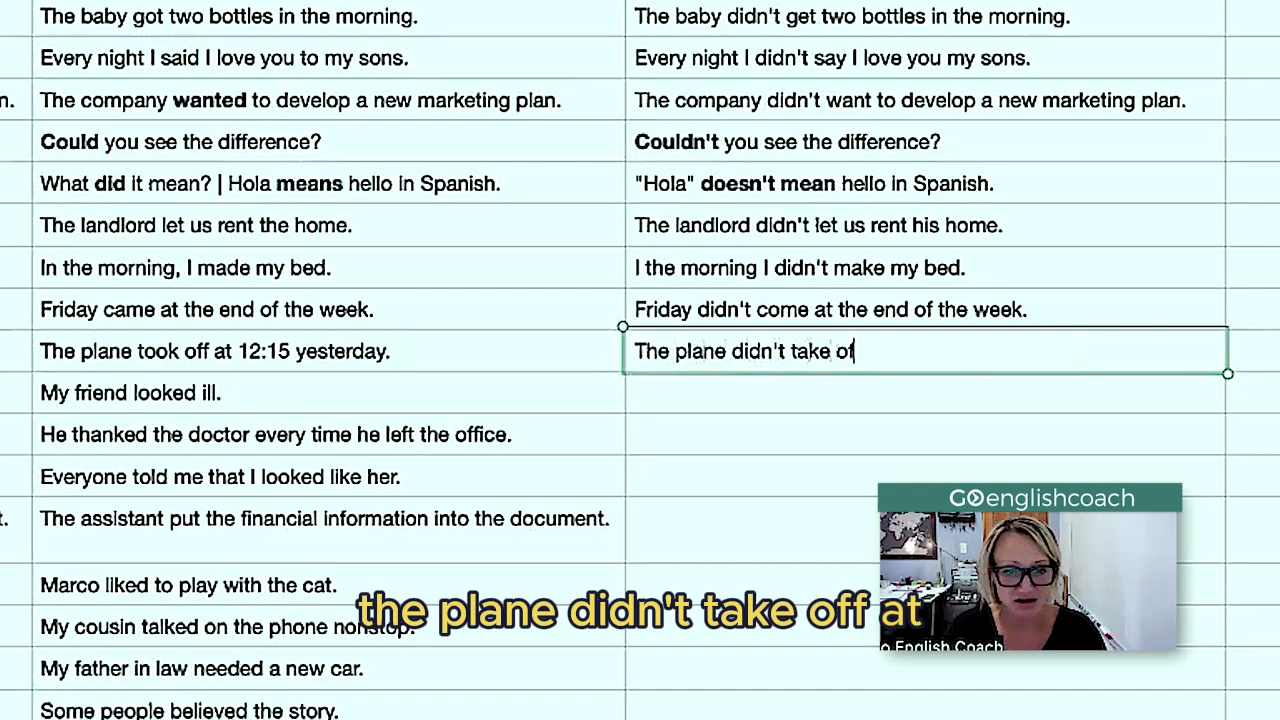 The baby got two bottles in the morning.
The baby didn't get two bottles in the morning.
Every night I said I love you to my sons.
Every night I didn't say I love you my sons.
n.
The company wanted to develop a new marketing plan.
The company didn't want to develop a new marketing plan.
Could you see the difference?
Couldn't you see the difference?
What did it mean? | Hola means hello in Spanish.
"Hola" doesn't mean hello in Spanish.
The landlord let us rent the home.
The landlord didn't let us rent his home.
In the morning, I made my bed.
I the morning I didn't make my bed.
Friday came at the end of the week.
Friday didn't come at the end of the week.
The plane took off at 12:15 yesterday.
The plane didn't take of
My friend looked ill.
He thanked the doctor every time he left the office.
Everyone told me that I looked like her.
t.
The assistant put the financial information into the document.
GOenglishcoach
Marco liked to play with the cat.
the plane didn't take off at
My cousin talked on the phone nonstop.
o English Coach
My father in law needed a new car.
Some people believed the story.